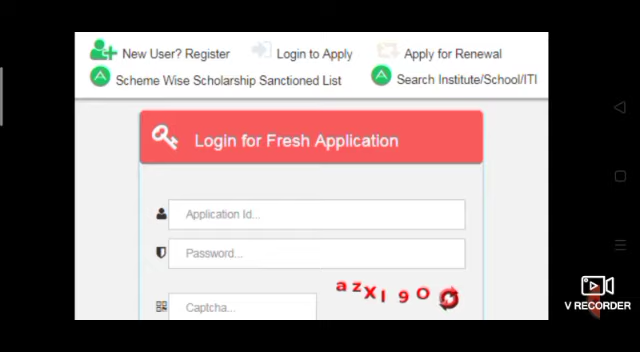 New User? Register Login to Apply Apply for Renewal
Scheme Wise Scholarship Sanctioned List Search Institute/School/ITI
Login for Fresh Application
Application Id...
Password...
azXl9O
Captcha...
V RECORDER